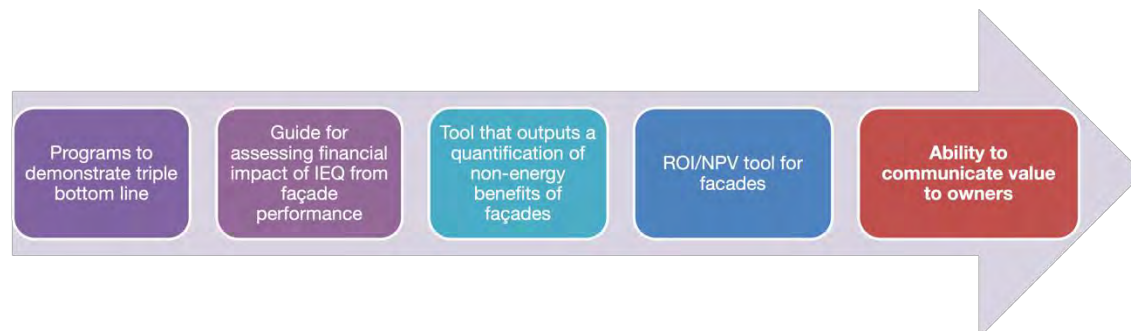 Programs to
demonstrate triple
bottom line
Guide for
assessing financial
impact of IEQ from
façade
performance
Tool that outputs a
quantification of
non-energy
benefits of
façades
ROI/NPV tool for
facades
Ability to
communicate value
to owners